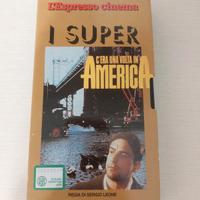 L'Espresso cinema
I SUPER
C'ERA UNA VOLTA IN
AMERICA
REGIA DI SERGIO LEONE